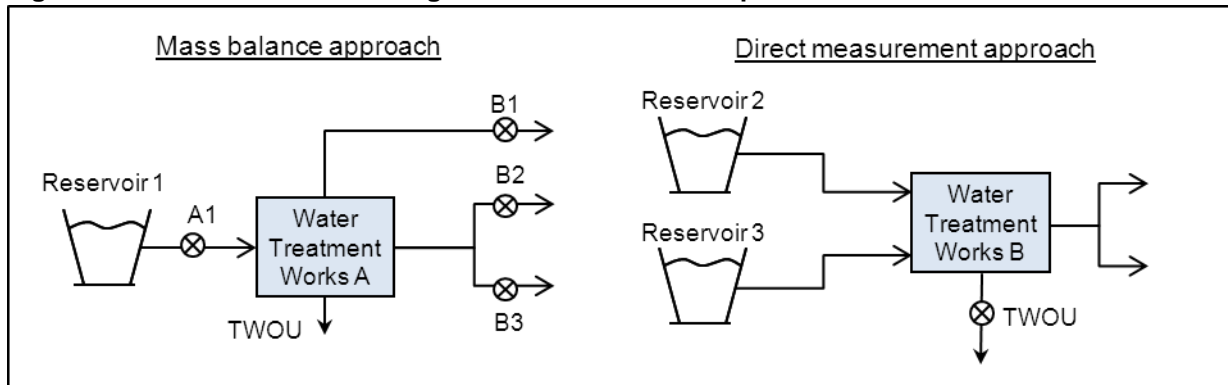 Mass balance approach
B1
B2
Reservoir 1
A1
Water
Treatment
Works A
B3
TWOU
Direct measurement approach
Reservoir 2
Reservoir 3
Water
Treatment
Works B
TWOU